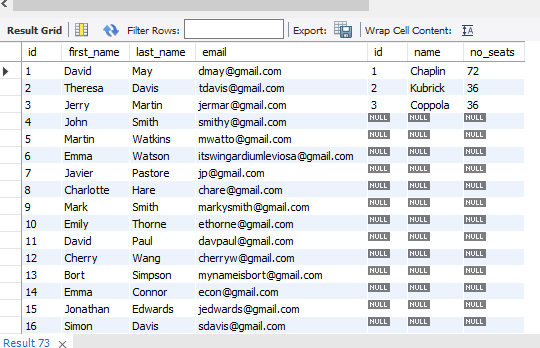 Result Grid Filter Rows: Export: Wrap Cell Content: IA
id first_name last_name email id name no_seats
1 David May dmay@gmail.com 1 Chaplin 72
2 Theresa Davis tdavis@gmail.com 2 Kubrick 36
3 Jerry Martin jermar@gmail.com 3 Coppola 36
4 John Smith smithy@gmail.com NULL NULL NULL
5 Martin Watkins mwatto@gmail.com NULL NULL NULL
6 Emma Watson itswingardiumleviosa@gmail.com NULL NULL NULL
7 Javier Pastore jp@gmail.com NULL NULL NULL
8 Charlotte Hare chare@gmail.com NULL NULL NULL
9 Mark Smith markysmith@gmail.com NULL NULL NULL
10 Emily Thorne ethorne@gmail.com NULL NULL NULL
11 David Paul davpaul@gmail.com NULL NULL NULL
12 Cherry Wang cherryw@gmail.com NULL NULL NULL
13 Bort Simpson mynameisbort@gmail.com NULL NULL NULL
14 Emma Connor econ@gmail.com NULL NULL NULL
15 Jonathan Edwards jedwards@gmail.com NULL NULL NULL
16 Simon Davis sdavis@gmail.com NULL NULL NULL
Result 73